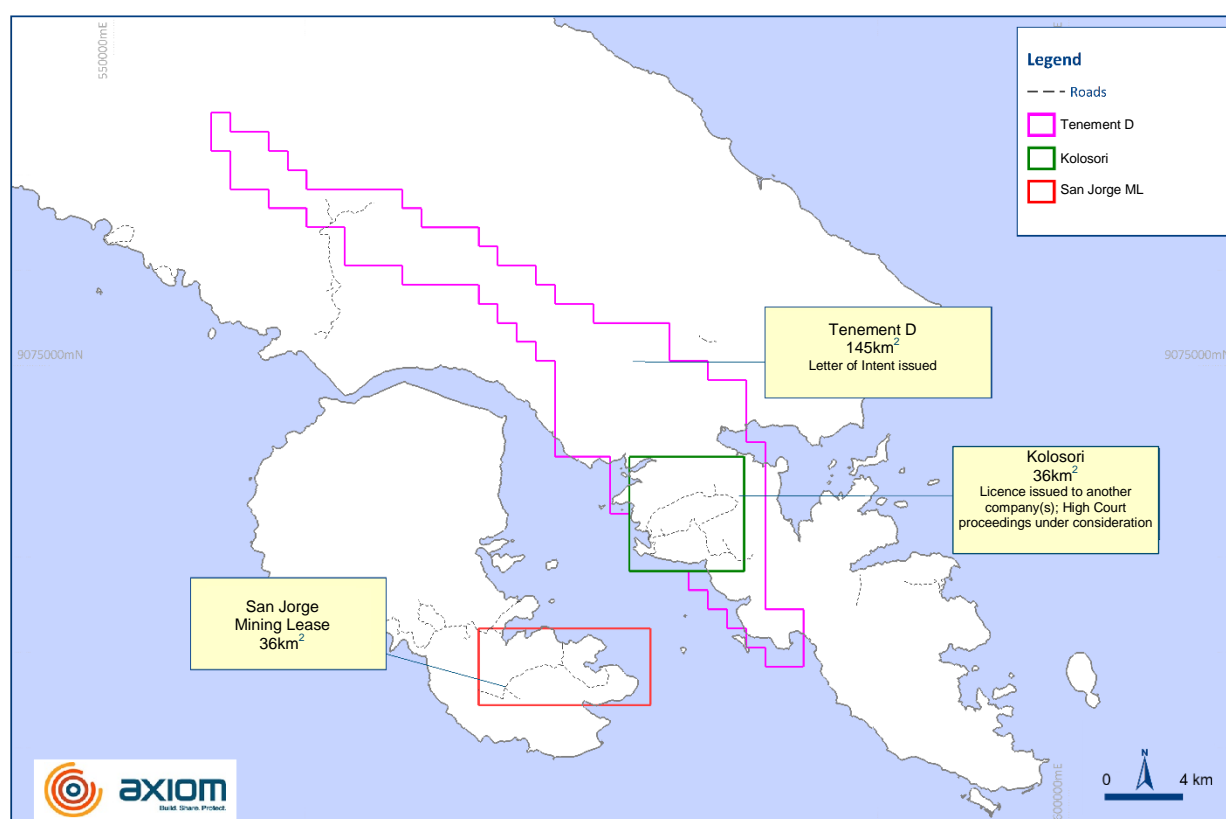 550000mE
Legend
Roads
Tenement D
Kolosori
San Jorge ML
9075000mN
9075000mN
Tenement D
145km²
Letter of Intent issued
Kolosori
36km²
Licence issued to another
company(s); High Court
proceedings under consideration
San Jorge
Mining Lease
36km²
axiom
Build. Share. Protect.
N
0 4 km